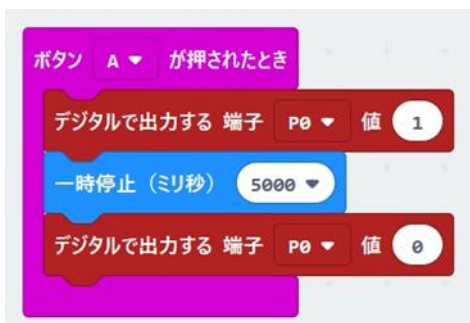 ボタン A が押されたとき
デジタルで出力する 端子 P0 値 1
一時停止（ミリ秒） 5000
デジタルで出力する 端子 P0 値 0